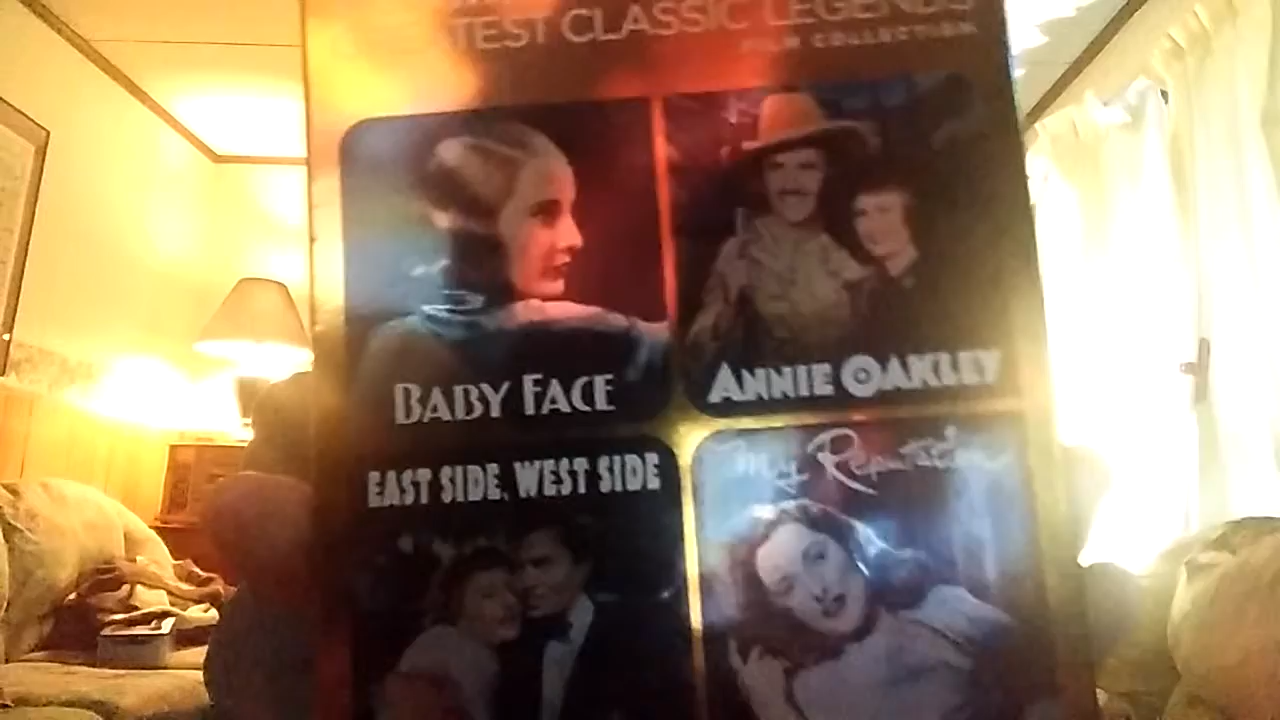 TEST CLASSIC LEGENDS
FILM COLLECTION
BABY FACE
ANNIE OAKLEY
EAST SIDE, WEST SIDE
My Reputation